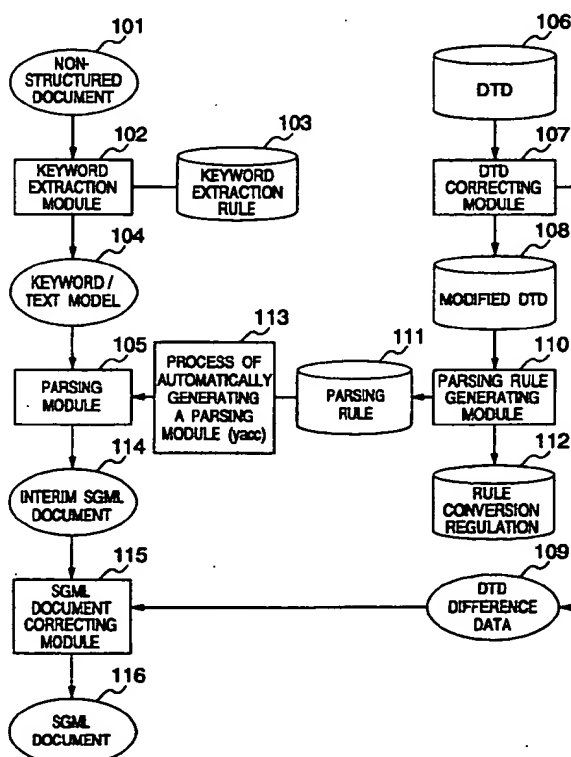 101
NON-
STRUCTURED
DOCUMENT
102
KEYWORD
EXTRACTION
MODULE
103
KEYWORD
EXTRACTION
RULE
104
KEYWORD /
TEXT MODEL
105
PARSING
MODULE
113
PROCESS OF
AUTOMATICALLY
GENERATING
A PARSING
MODULE (yacc)
111
PARSING
RULE
114
INTERIM SGML
DOCUMENT
115
SGML
DOCUMENT
CORRECTING
MODULE
116
SGML
DOCUMENT
106
DTD
107
DTD
CORRECTING
MODULE
108
MODIFIED DTD
110
PARSING RULE
GENERATING
MODULE
112
RULE
CONVERSION
REGULATION
109
DTD
DIFFERENCE
DATA